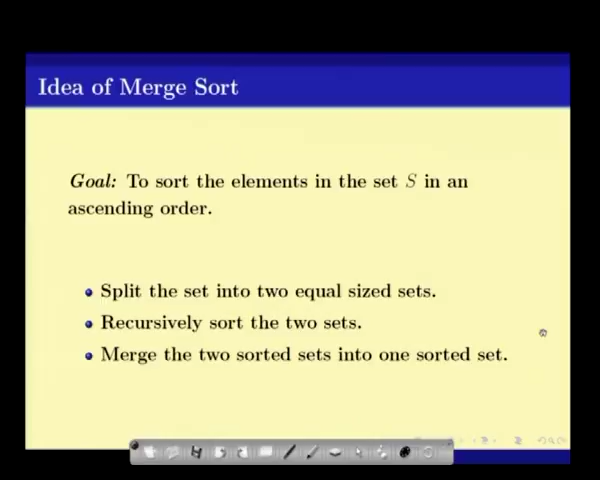 Idea of Merge Sort
Goal: To sort the elements in the set S in an
ascending order.
Split the set into two equal sized sets.
Recursively sort the two sets.
Merge the two sorted sets into one sorted set.